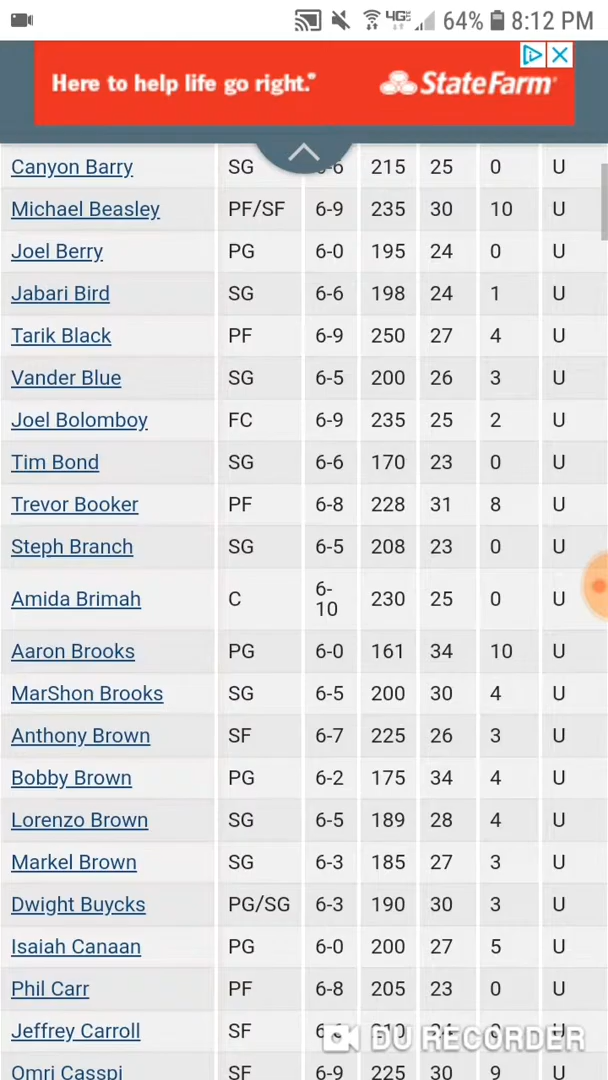 4GE 64% 8:12 PM
Here to help life go right.™ StateFarm®
Canyon Barry SG 215 25 0 U
Michael Beasley PF/SF 6-9 235 30 10 U
Joel Berry PG 6-0 195 24 0 U
Jabari Bird SG 6-6 198 24 1 U
Tarik Black PF 6-9 250 27 4 U
Vander Blue SG 6-5 200 26 3 U
Joel Bolomboy FC 6-9 235 25 2 U
Tim Bond SG 6-6 170 23 0 U
Trevor Booker PF 6-8 228 31 8 U
Steph Branch SG 6-5 208 23 0 U
Amida Brimah C 6-10 230 25 0 U
Aaron Brooks PG 6-0 161 34 10 U
MarShon Brooks SG 6-5 200 30 4 U
Anthony Brown SF 6-7 225 26 3 U
Bobby Brown PG 6-2 175 34 4 U
Lorenzo Brown SG 6-5 189 28 4 U
Markel Brown SG 6-3 185 27 3 U
Dwight Buycks PG/SG 6-3 190 30 3 U
Isaiah Canaan PG 6-0 200 27 5 U
Phil Carr PF 6-8 205 23 0 U
Jeffrey Carroll SF
DU RECORDER
Omri Casspi SF 6-9 225 30 9 U